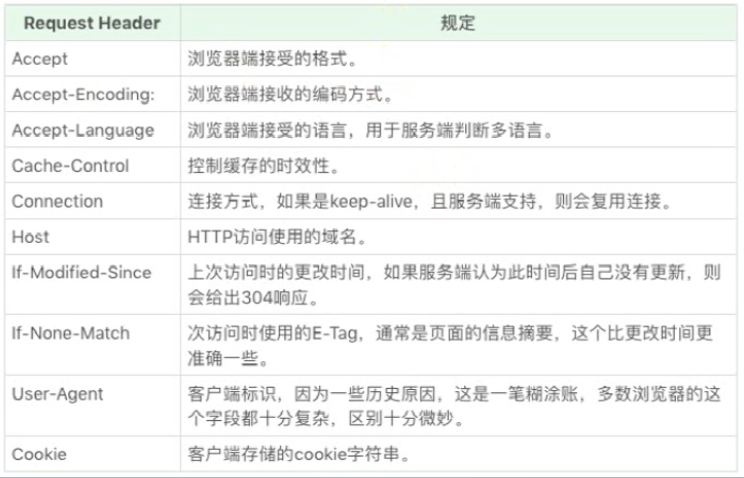 Request Header 规定
Accept 浏览器端接受的格式。
Accept-Encoding: 浏览器端接收的编码方式。
Accept-Language 浏览器端接受的语言，用于服务端判断多语言。
Cache-Control 控制缓存的时效性。
Connection 连接方式，如果是keep-alive，且服务端支持，则会复用连接。
Host HTTP访问使用的域名。
If-Modified-Since 上次访问时的更改时间，如果服务端认为此时间后自己没有更新，则
会给出304响应。
If-None-Match 次访问时使用的E-Tag，通常是页面的信息摘要，这个比更改时间更
准确一些。
User-Agent 客户端标识，因为一些历史原因，这是一笔糊涂账，多数浏览器的这
个字段都十分复杂，区别十分微妙。
Cookie 客户端存储的cookie字符串。